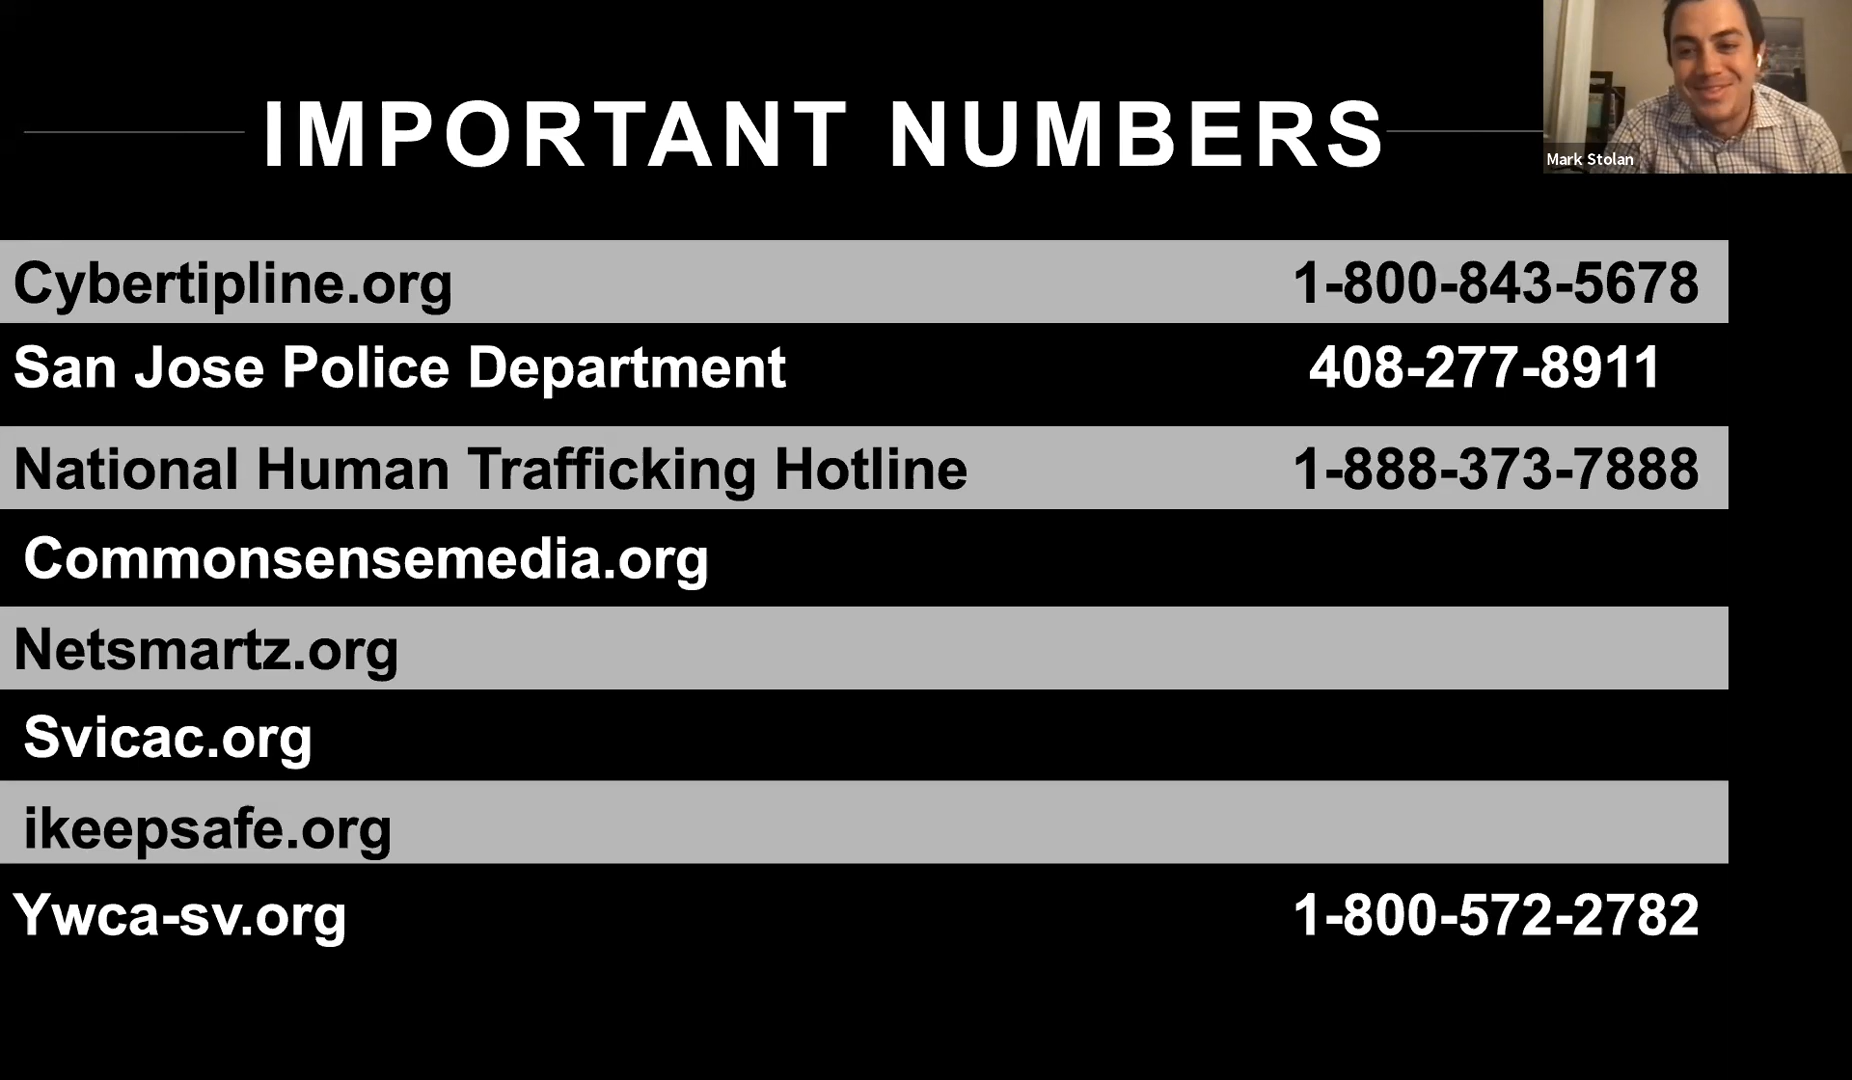 IMPORTANT NUMBERS
Mark Stolan
Cybertipline.org 1-800-843-5678
San Jose Police Department 408-277-8911
National Human Trafficking Hotline 1-888-373-7888
Commonsensemedia.org
Netsmartz.org
Svicac.org
ikeepsafe.org
Ywca-sv.org 1-800-572-2782